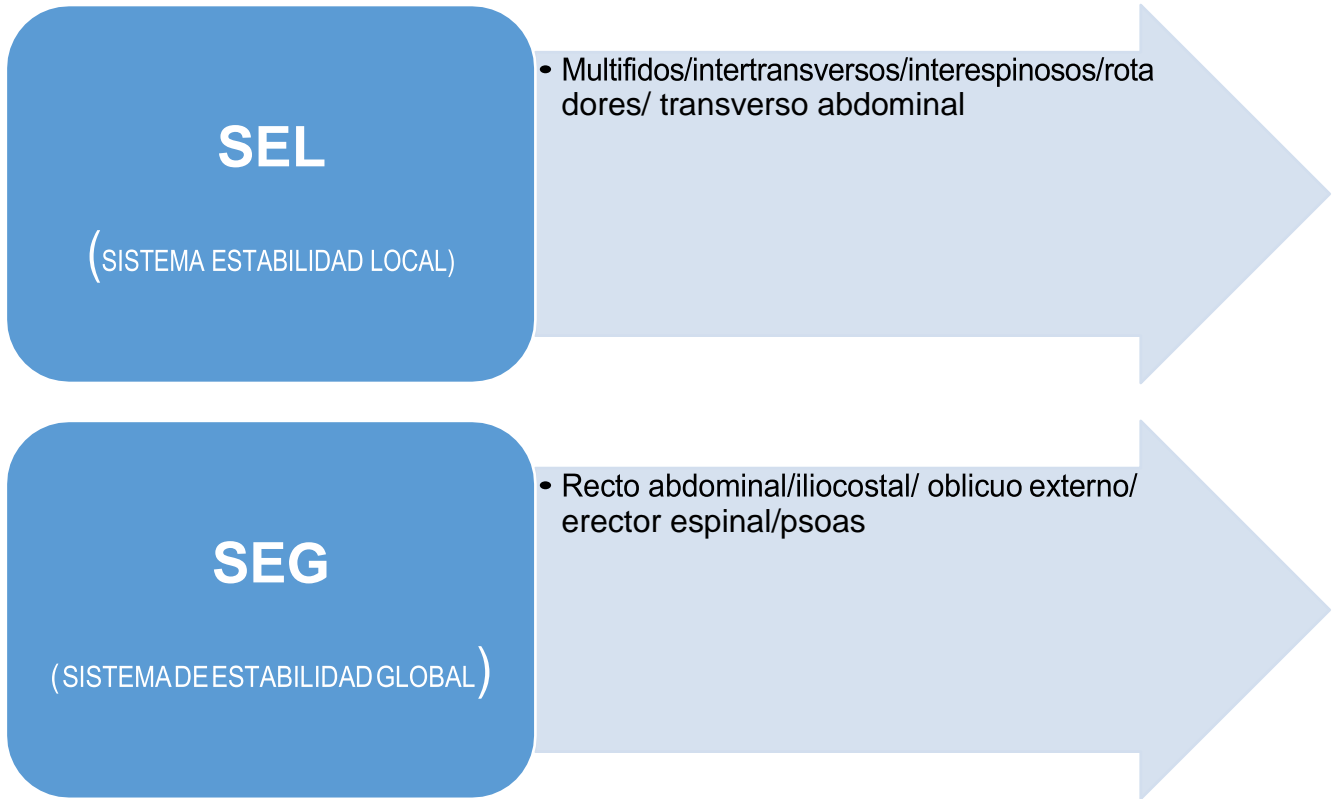 SEL
(SISTEMA ESTABILIDAD LOCAL)
• Multifidos/intertransversos/interespinosos/rota
dores/ transverso abdominal
SEG
(SISTEMA DE ESTABILIDAD GLOBAL)
• Recto abdominal/iliocostal/ oblicuo externo/
erector espinal/psoas